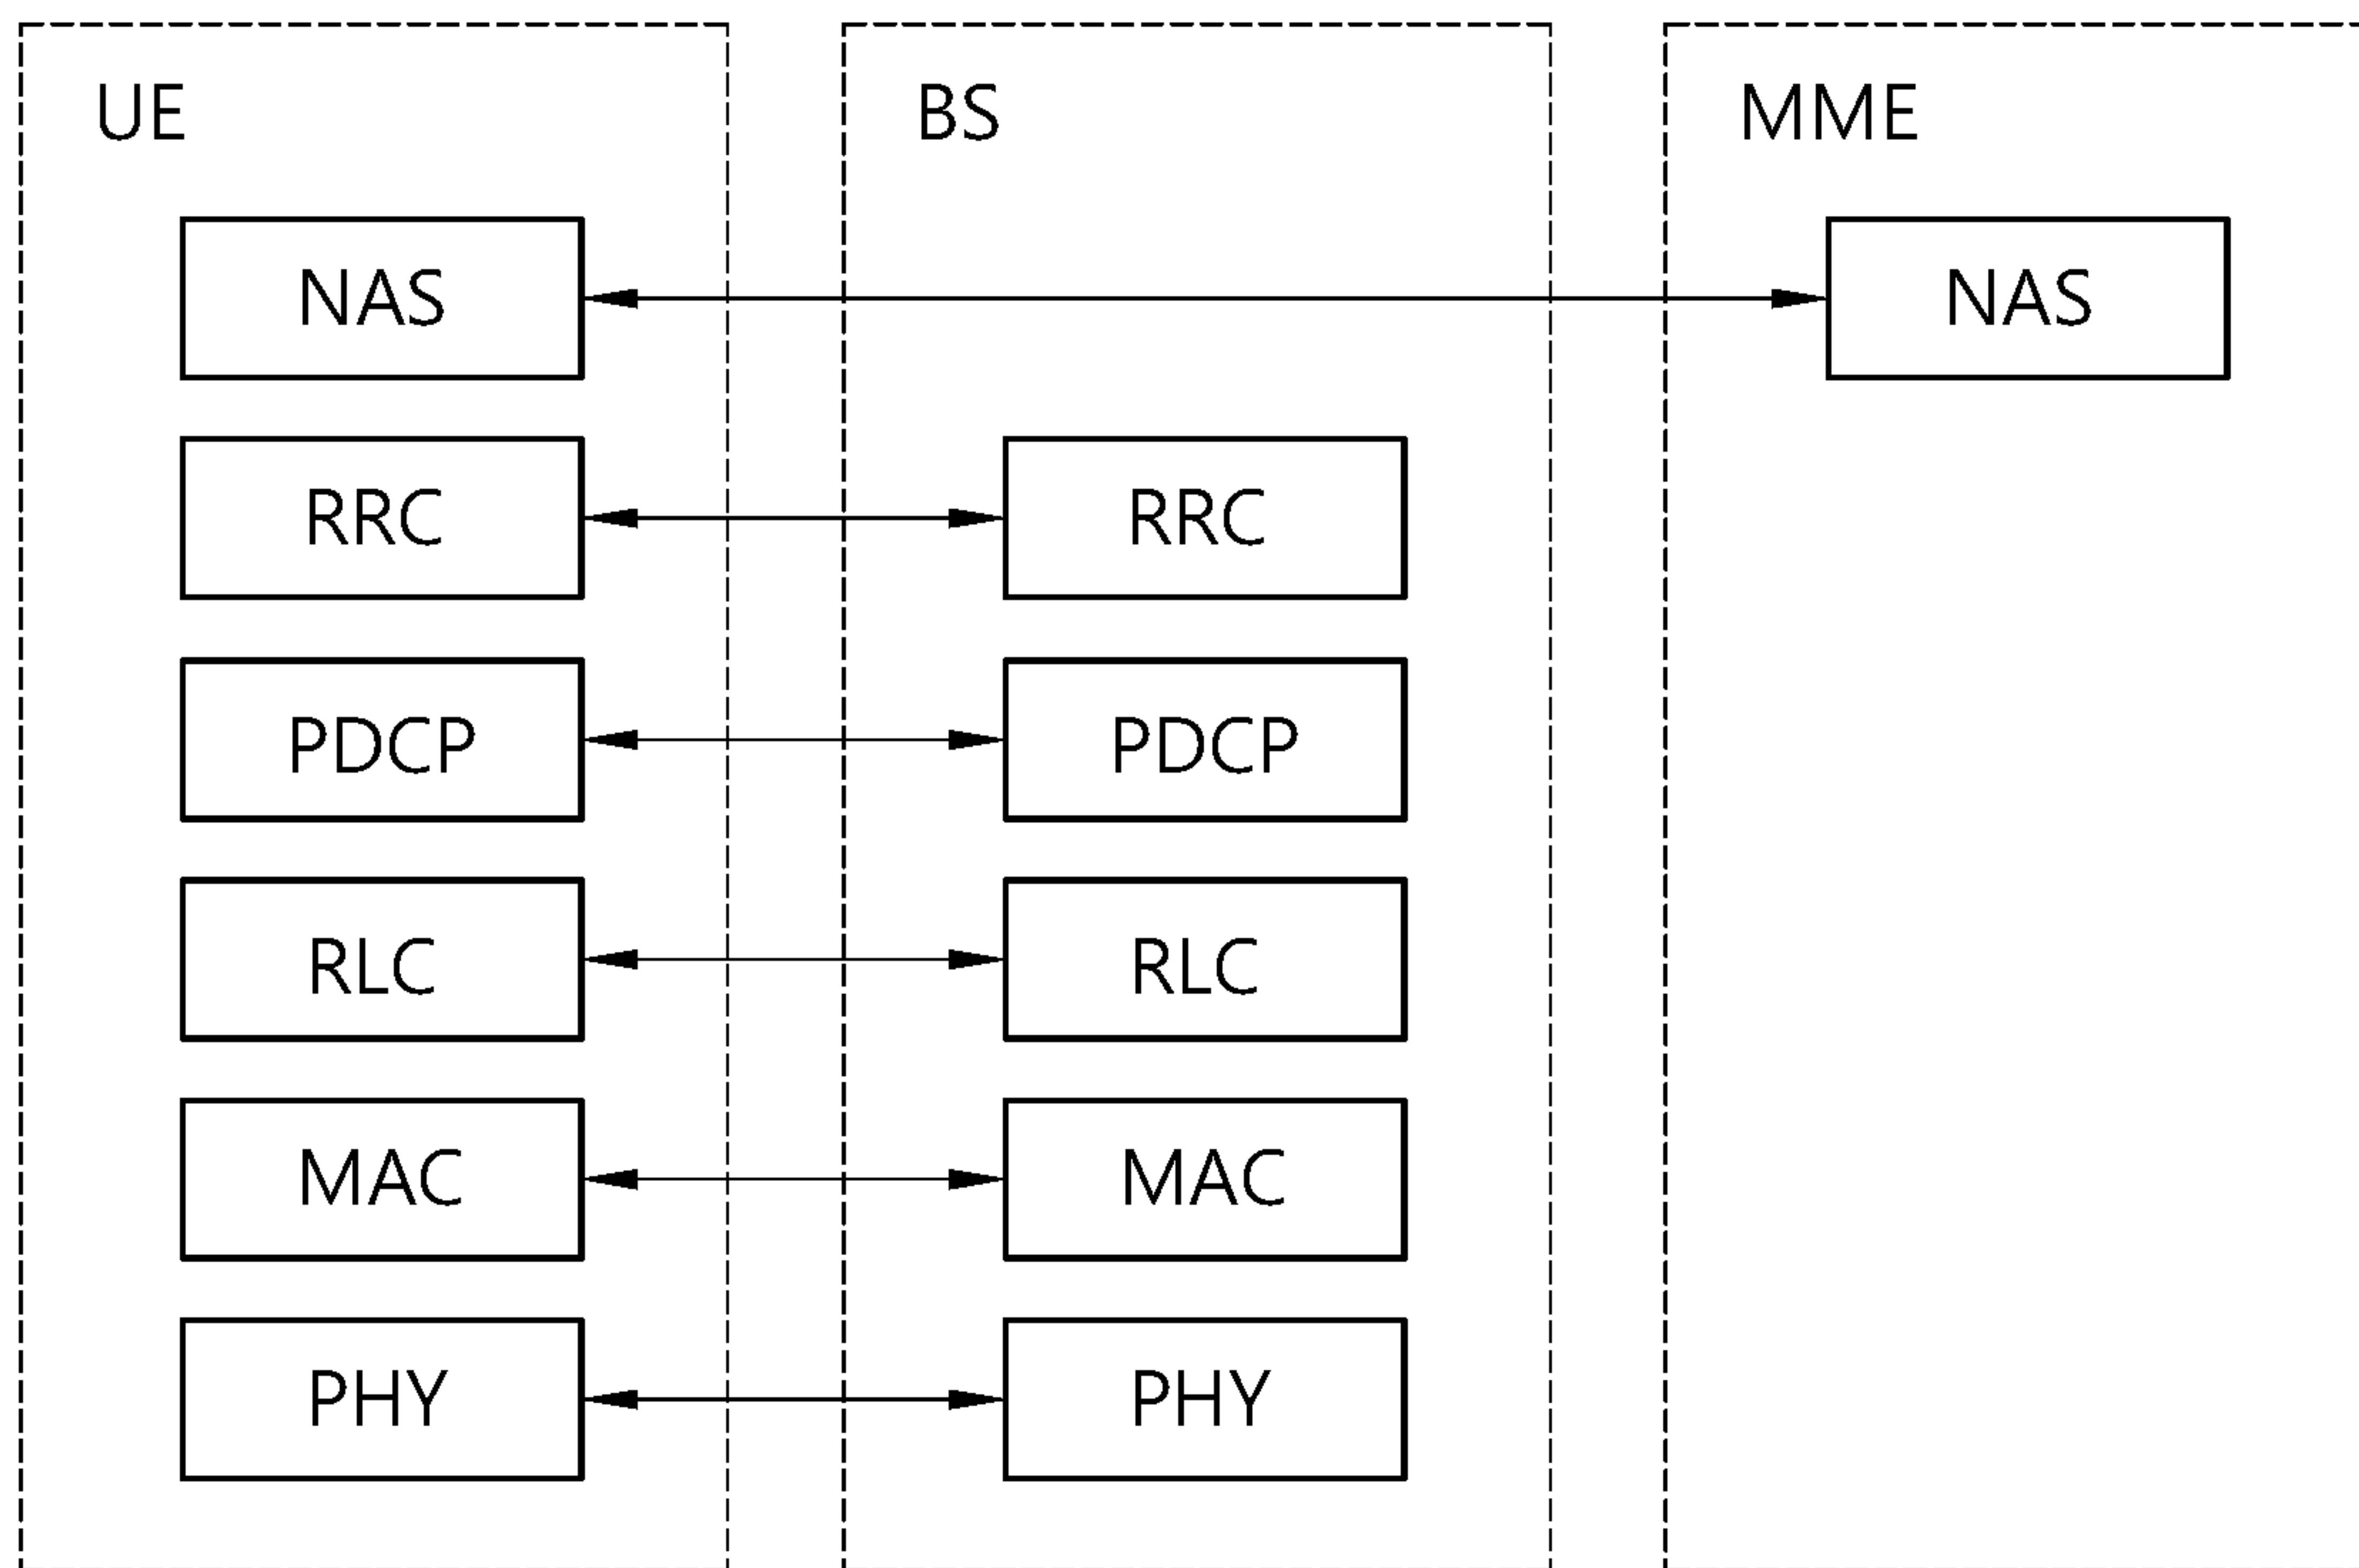 UE
BS
MME
NAS
NAS
RRC
RRC
PDCP
PDCP
RLC
RLC
MAC
MAC
PHY
PHY